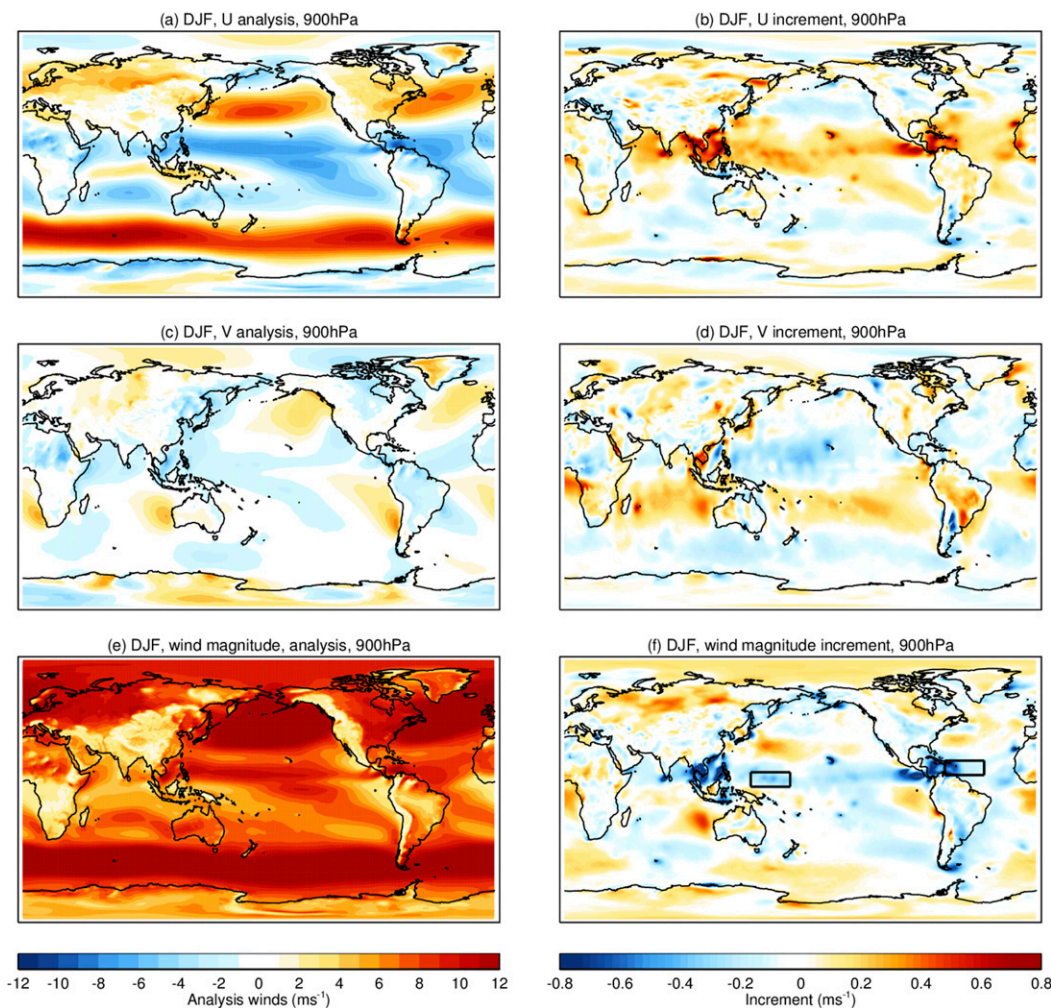 (a) DJF, U analysis, 900hPa
(b) DJF, U increment, 900hPa
(c) DJF, V analysis, 900hPa
(d) DJF, V increment, 900hPa
(e) DJF, wind magnitude, analysis, 900hPa
(f) DJF, wind magnitude increment, 900hPa
-12 -10 -8 -6 -4 -2 0 2 4 6 8 10 12
Analysis winds (ms⁻¹)
-0.8 -0.6 -0.4 -0.2 0 0.2 0.4 0.6 0.8
Increment (ms⁻¹)